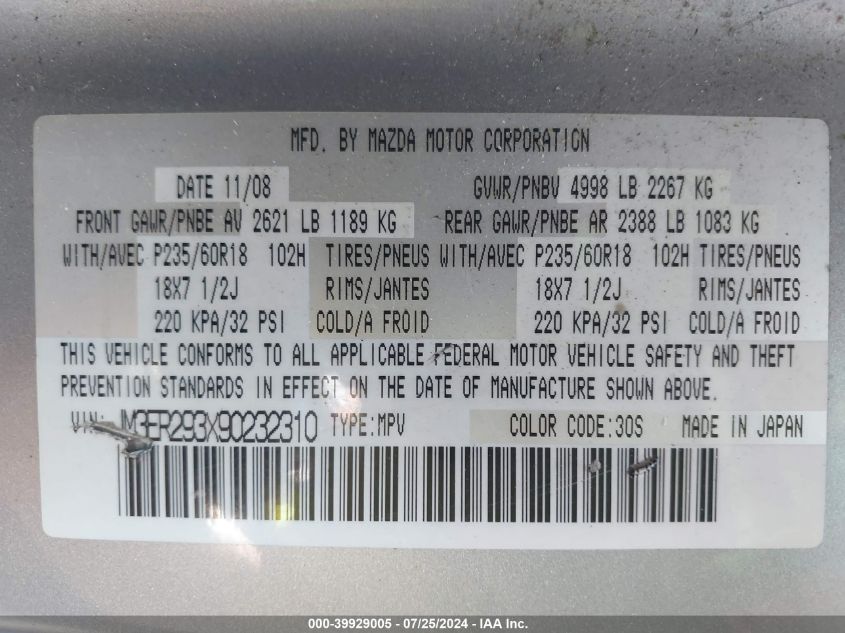 MFD. BY MAZDA MOTOR CORPORATION
DATE 11/08 GVWR/PNBV 4998 LB 2267 KG
FRONT GAWR/PNBE AV 2621 LB 1189 KG REAR GAWR/PNBE AR 2388 LB 1083 KG
WITH/AVEC P235/60R18 102H TIRES/PNEUS WITH/AVEC P235/60R18 102H TIRES/PNEUS
18X7 1/2J RIMS/JANTES 18X7 1/2J RIMS/JANTES
220 KPA/32 PSI COLD/A FROID 220 KPA/32 PSI COLD/A FROID
THIS VEHICLE CONFORMS TO ALL APPLICABLE FEDERAL MOTOR VEHICLE SAFETY AND THEFT
PREVENTION STANDARDS IN EFFECT ON THE DATE OF MANUFACTURE SHOWN ABOVE.
VIN: JM3ER293X90232310 TYPE:MPV COLOR CODE:30S MADE IN JAPAN
000-39929005 - 07/25/2024 - IAA Inc.